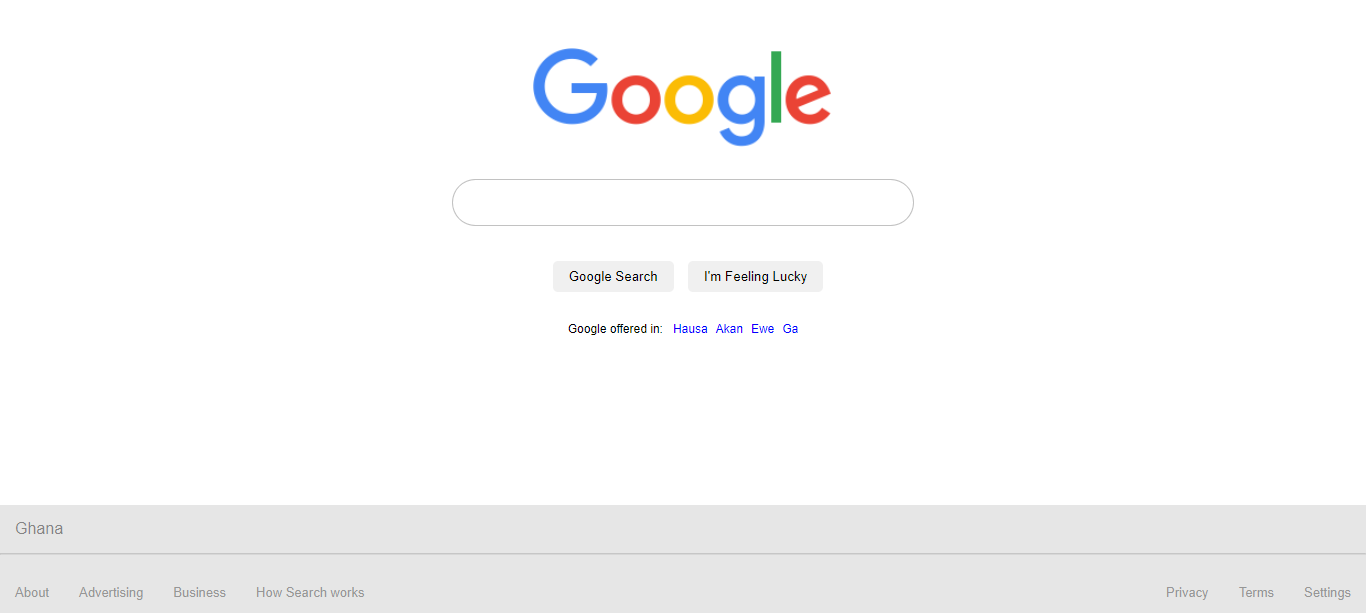 Google
Google Search I'm Feeling Lucky
Google offered in: Hausa Akan Ewe Ga
Ghana
About Advertising Business How Search works Privacy Terms Settings